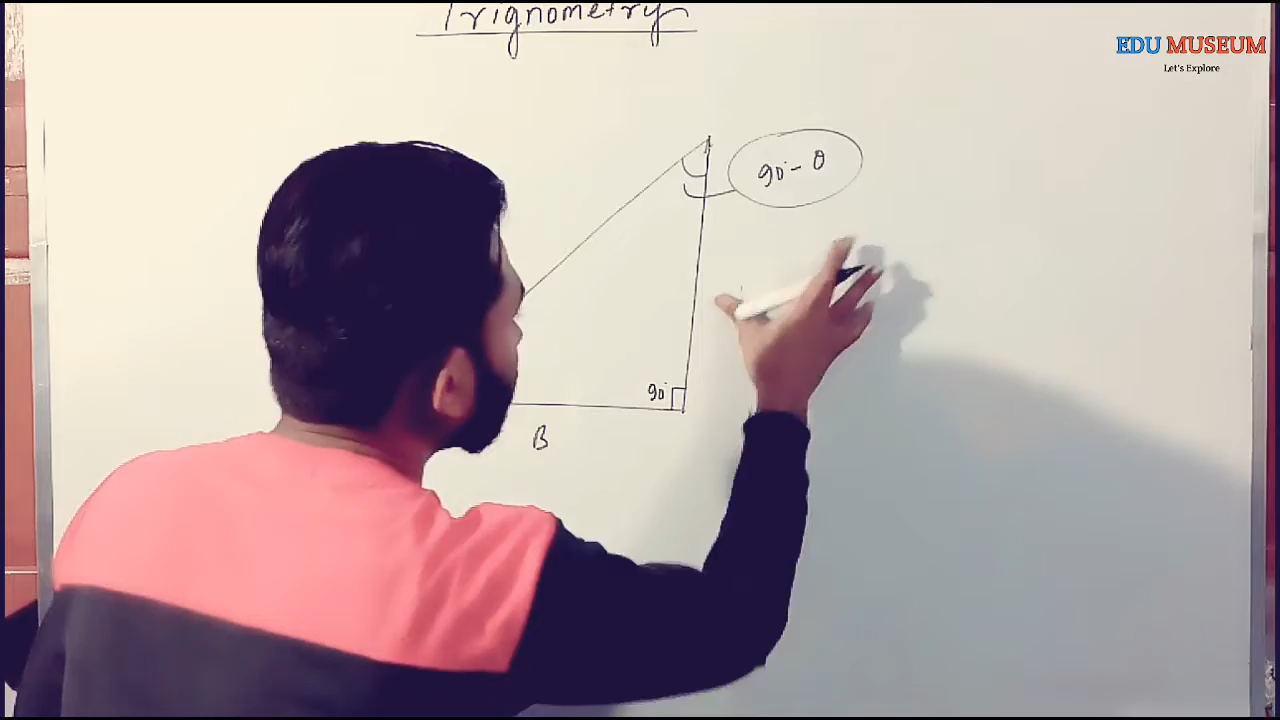 Trignometry
EDU MUSEUM
Let's Explore
90° - θ
90°
B